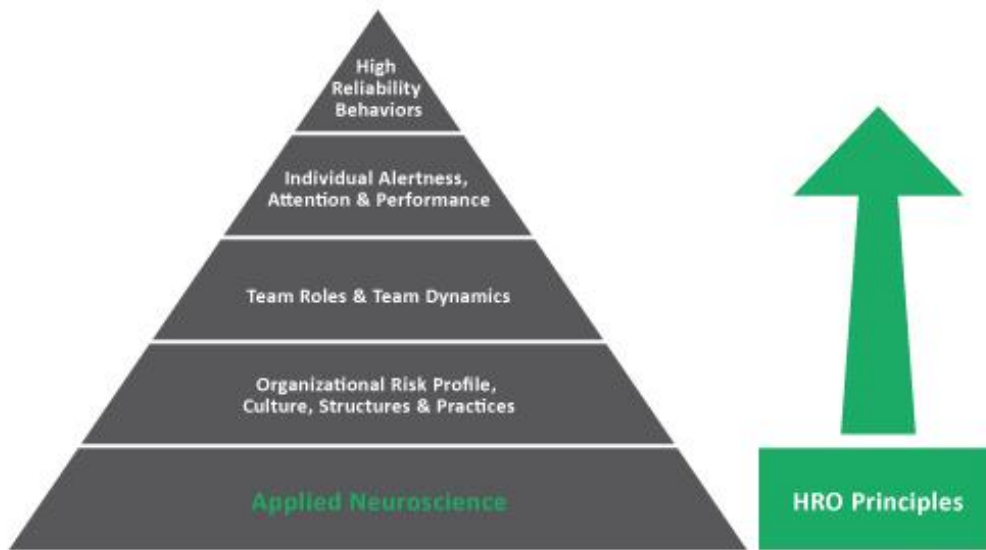 High
Reliability
Behaviors
Individual Alertness,
Attention & Performance
Team Roles & Team Dynamics
Organizational Risk Profile,
Culture, Structures & Practices
Applied Neuroscience
HRO Principles